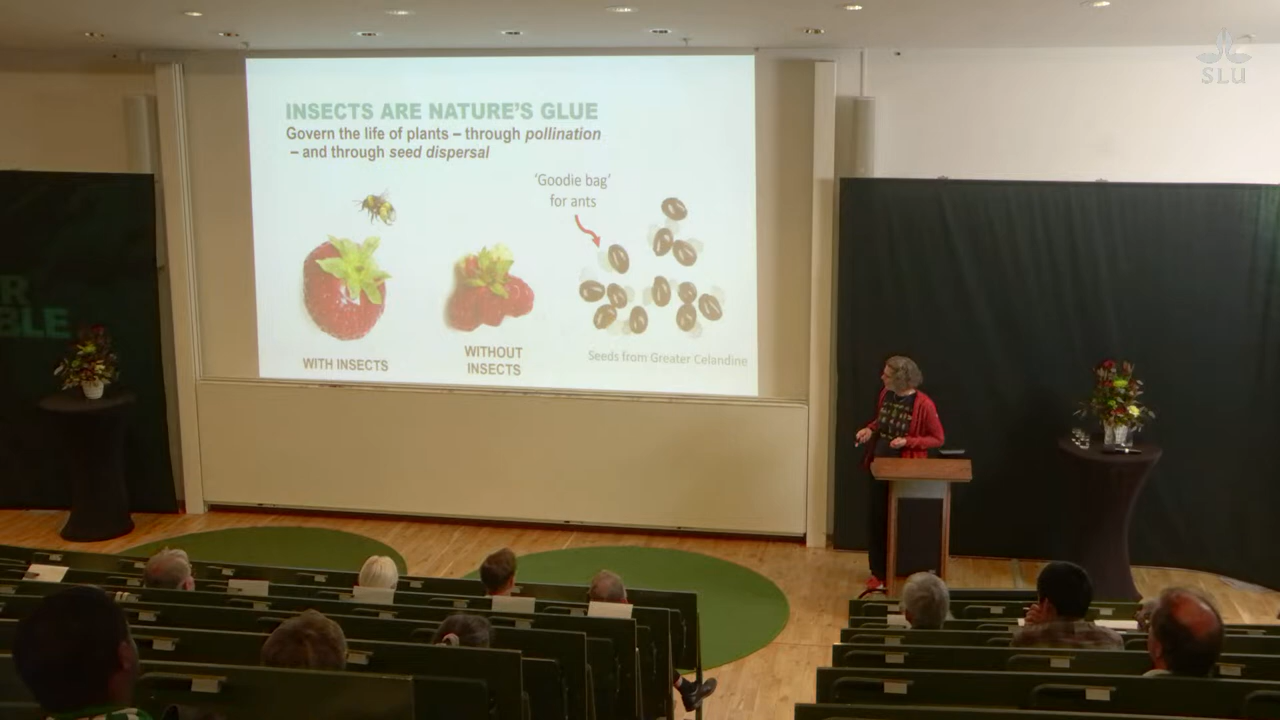 SLU
INSECTS ARE NATURE'S GLUE
Govern the life of plants – through pollination
– and through seed dispersal
'Goodie bag'
for ants
WITH INSECTS
WITHOUT
INSECTS
Seeds from Greater Celandine
BLE